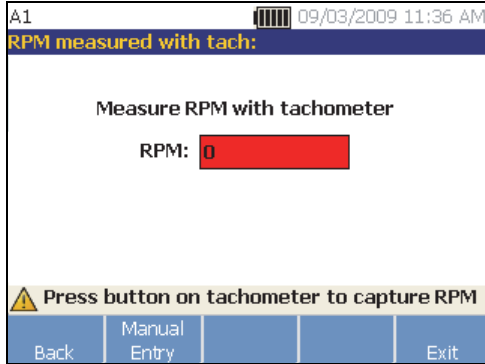 A1 09/03/2009 11:36 AM
RPM measured with tach:
Measure RPM with tachometer
RPM: 0
Press button on tachometer to capture RPM
Back Manual Entry Exit